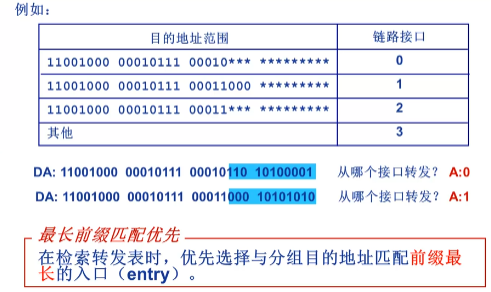 例如：
目的地址范围 链路接口
11001000 00010111 00010*** ********* 0
11001000 00010111 00011000 ********* 1
11001000 00010111 00011*** ********* 2
其他 3
DA: 11001000 00010111 00010110 10100001 从哪个接口转发？ A:0
DA: 11001000 00010111 00011000 10101010 从哪个接口转发？ A:1
最长前缀匹配优先
在检索转发表时，优先选择与分组目的地址匹配前缀最
长的入口（entry）。